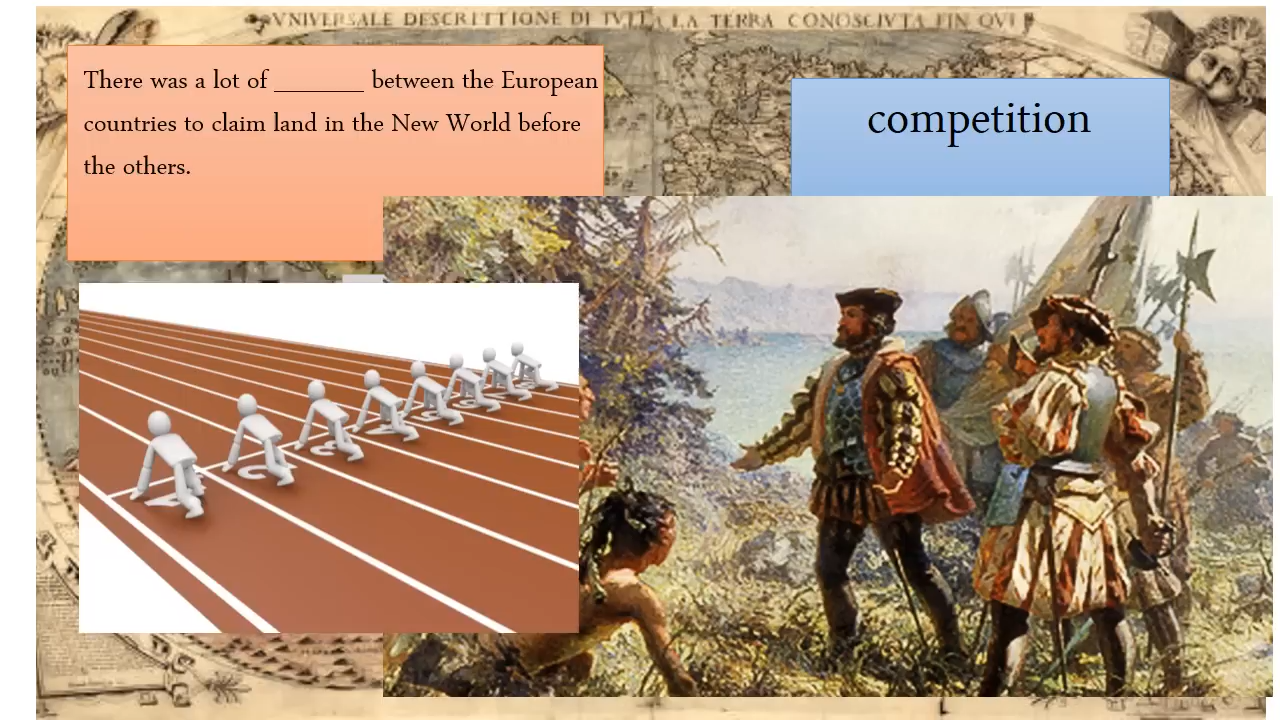 VNIVERSALE DESCRITTIONE DI TVTTA LA TERRA CONOSCIVTA FIN QVI
There was a lot of _______ between the European
countries to claim land in the New World before
the others.
competition